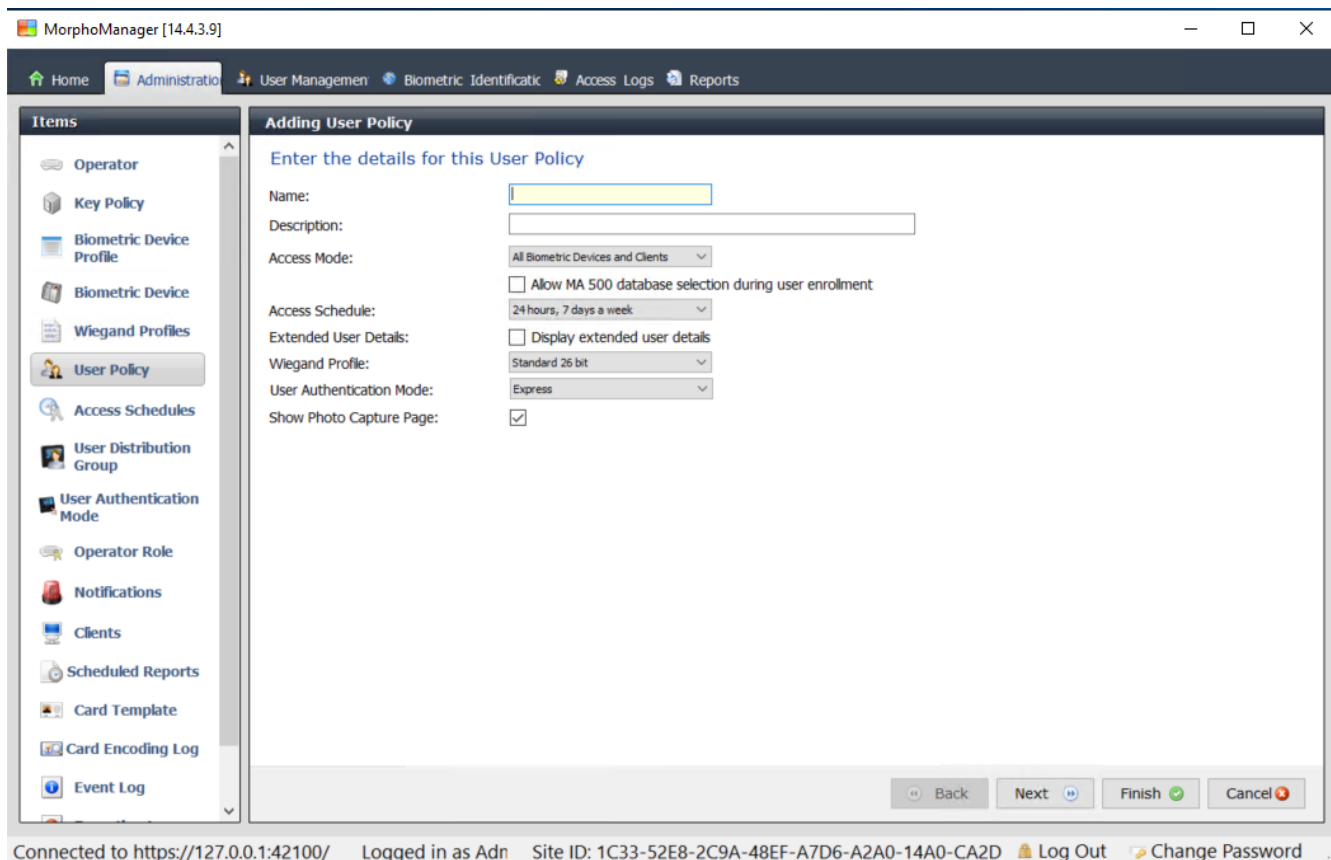 MorphoManager [14.4.3.9]
Home Administratio User Managemen Biometric Identificatic Access Logs Reports
Items
Operator
Key Policy
Biometric Device
Profile
Biometric Device
Wiegand Profiles
User Policy
Access Schedules
User Distribution
Group
User Authentication
Mode
Operator Role
Notifications
Clients
Scheduled Reports
Card Template
Card Encoding Log
Event Log
Adding User Policy
Enter the details for this User Policy
Name:
Description:
Access Mode: All Biometric Devices and Clients
Allow MA 500 database selection during user enrollment
Access Schedule: 24 hours, 7 days a week
Extended User Details: Display extended user details
Wiegand Profile: Standard 26 bit
User Authentication Mode: Express
Show Photo Capture Page:
Back Next Finish Cancel
Connected to https://127.0.0.1:42100/ Logged in as Adn Site ID: 1C33-52E8-2C9A-48EF-A7D6-A2A0-14A0-CA2D Log Out Change Password